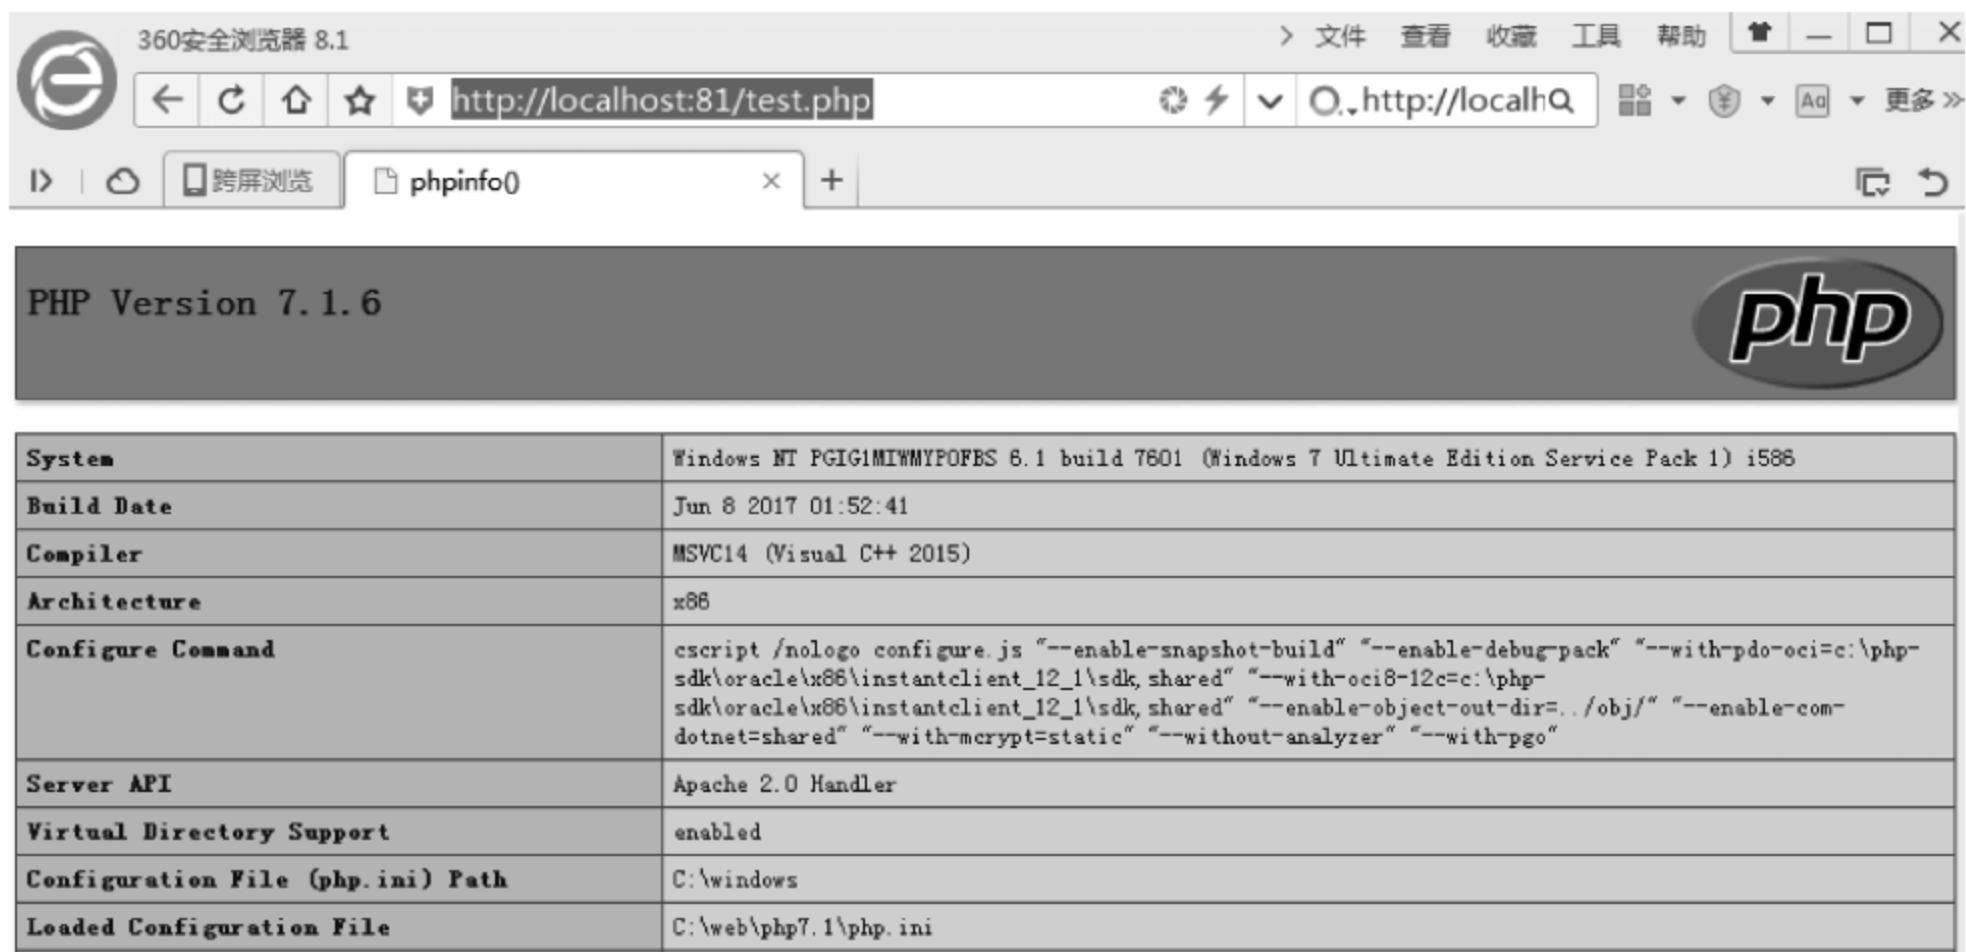 360安全浏览器 8.1
文件 查看 收藏 工具 帮助
http://localhost:81/test.php
http://localh
更多
跨屏浏览
phpinfo()
PHP Version 7.1.6
php
System
Windows NT PGIG1MIWMYPOFBS 6.1 build 7601 (Windows 7 Ultimate Edition Service Pack 1) i586
Build Date
Jun 8 2017 01:52:41
Compiler
MSVC14 (Visual C++ 2015)
Architecture
x86
Configure Command
cscript /nologo configure.js "--enable-snapshot-build" "--enable-debug-pack" "--with-pdo-oci=c:\php-
sdk\oracle\x86\instantclient_12_1\sdk,shared" "--with-oci8-12c=c:\php-
sdk\oracle\x86\instantclient_12_1\sdk,shared" "--enable-object-out-dir=../obj/" "--enable-com-
dotnet=shared" "--with-mcrypt=static" "--without-analyzer" "--with-pgo"
Server API
Apache 2.0 Handler
Virtual Directory Support
enabled
Configuration File (php.ini) Path
C:\windows
Loaded Configuration File
C:\web\php7.1\php.ini